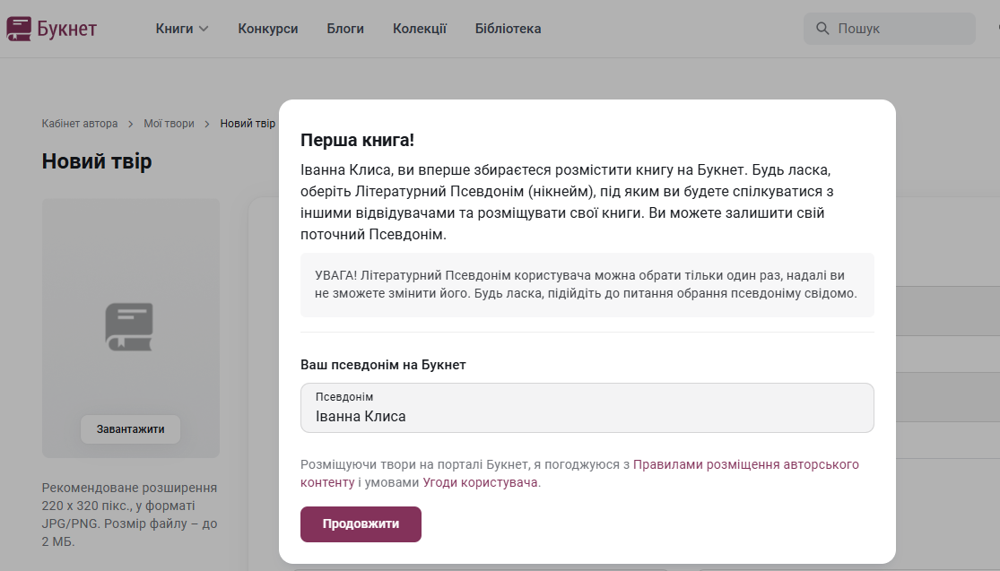 Букнет
Книги
Конкурси
Блоги
Колекції
Бібліотека
Пошук
Кабінет автора > Мої твори > Новий твір
Новий твір
Завантажити
Рекомендоване розширення
220 x 320 пікс., у форматі
JPG/PNG. Розмір файлу – до
2 МБ.
Перша книга!
Іванна Клиса, ви вперше збираєтеся розмістити книгу на Букнет. Будь ласка,
оберіть Літературний Псевдонім (нікнейм), під яким ви будете спілкуватися з
іншими відвідувачами та розміщувати свої книги. Ви можете залишити свій
поточний Псевдонім.
УВАГА! Літературний Псевдонім користувача можна обрати тільки один раз, надалі ви
не зможете змінити його. Будь ласка, підійдіть до питання обрання псевдоніму свідомо.
Ваш псевдонім на Букнет
Псевдонім
Іванна Клиса
Розміщуючи твори на порталі Букнет, я погоджуюся з Правилами розміщення авторського
контенту і умовами Угоди користувача.
Продовжити